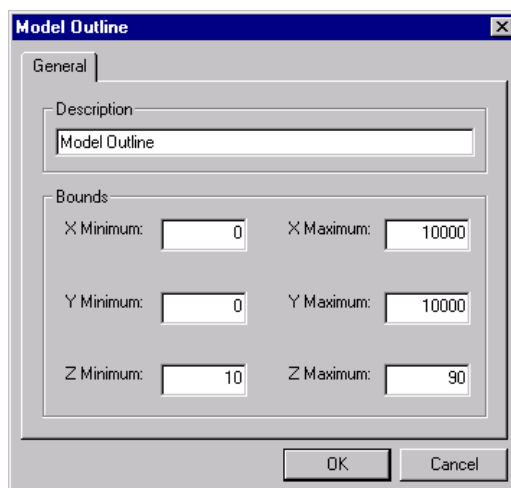 Model Outline
General
Description
Model Outline
Bounds
X Minimum: 0 X Maximum: 10000
Y Minimum: 0 Y Maximum: 10000
Z Minimum: 10 Z Maximum: 90
OK Cancel